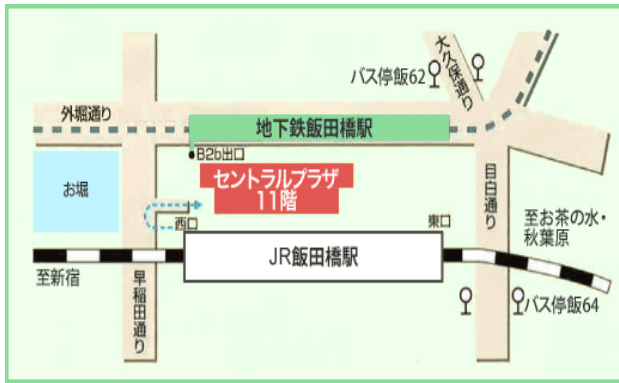 大久保通り
バス停飯62
外堀通り
地下鉄飯田橋駅
B2b出口
セントラルプラザ
11階
お堀
目白通り
至お茶の水・
秋葉原
西口
東口
JR飯田橋駅
至新宿
早稲田通り
バス停飯64